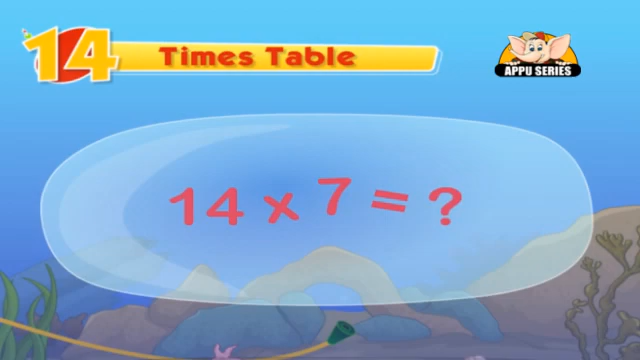 14 Times Table
APPU SERIES
14 x 7 = ?